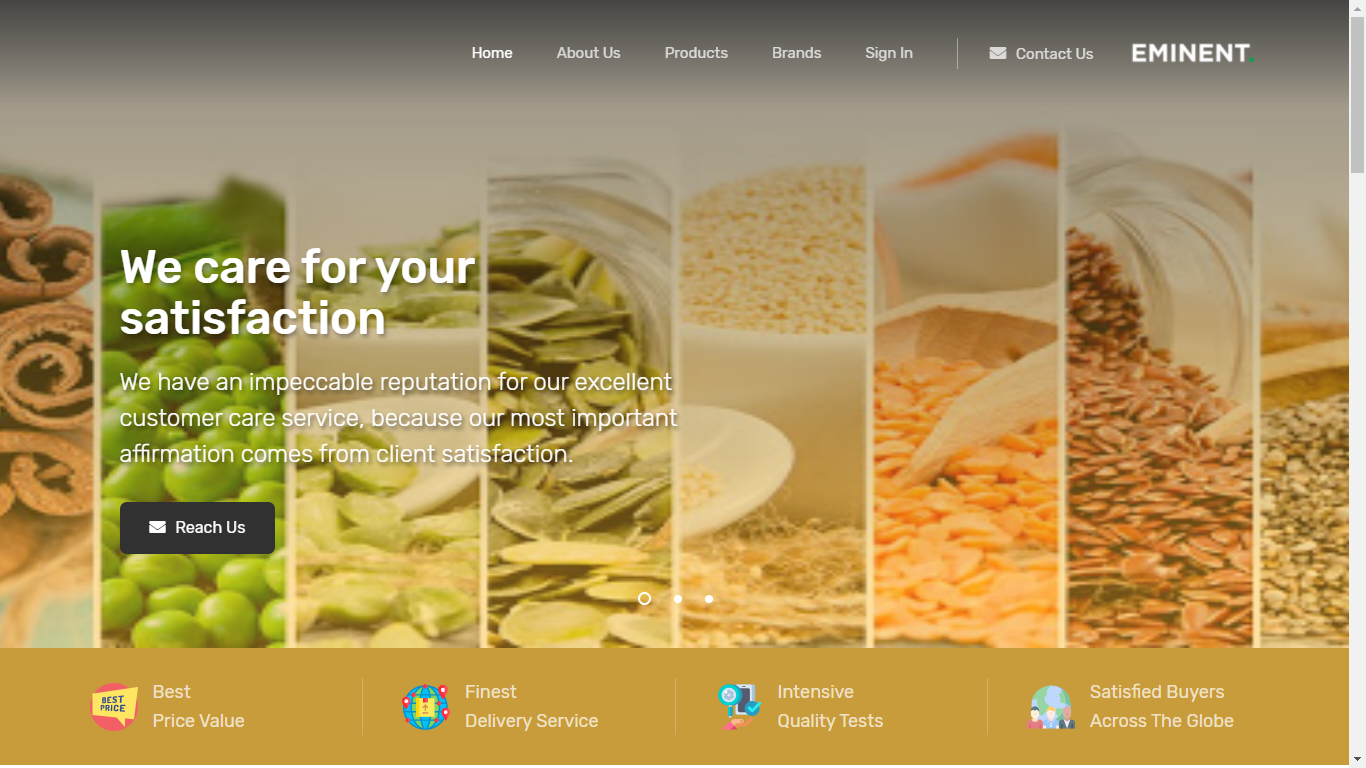 Home About Us Products Brands Sign In Contact Us EMINENT.
We care for your
satisfaction
We have an impeccable reputation for our excellent
customer care service, because our most important
affirmation comes from client satisfaction.
Reach Us
BEST
PRICE
Best
Price Value
Finest
Delivery Service
Intensive
Quality Tests
Satisfied Buyers
Across The Globe